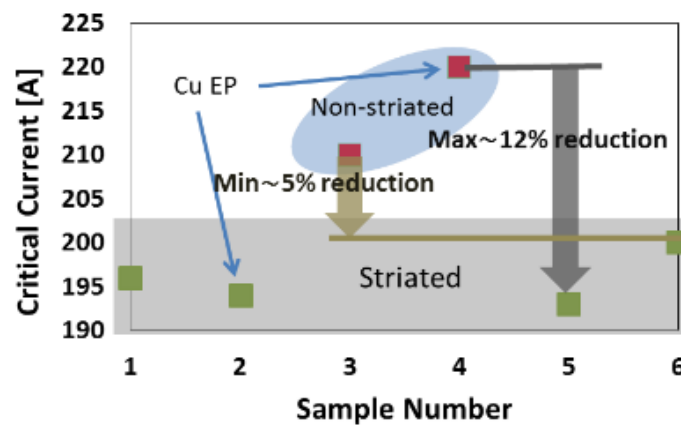 Critical Current [A]
225
220
215
210
205
200
195
190
Cu EP
Non-striated
Max~12% reduction
Min~5% reduction
Striated
1 2 3 4 5 6
Sample Number